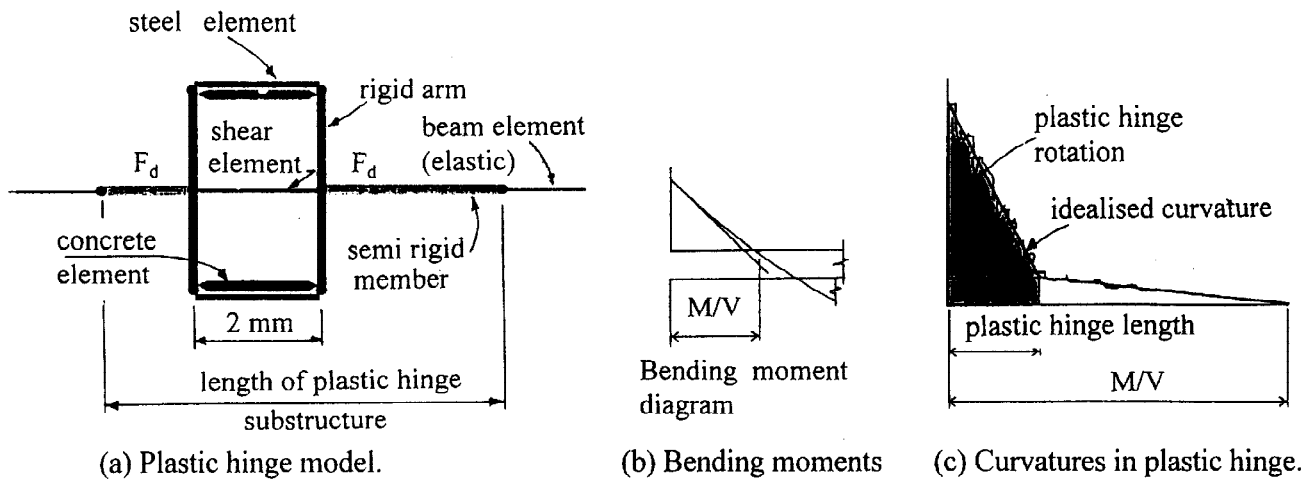 steel element
rigid arm
shear
element
beam element
(elastic)
F_d
F_d
concrete
element
semi rigid
member
2 mm
length of plastic hinge
substructure
(a) Plastic hinge model.
M/V
Bending moment
diagram
(b) Bending moments
plastic hinge
rotation
idealised curvature
plastic hinge length
M/V
(c) Curvatures in plastic hinge.